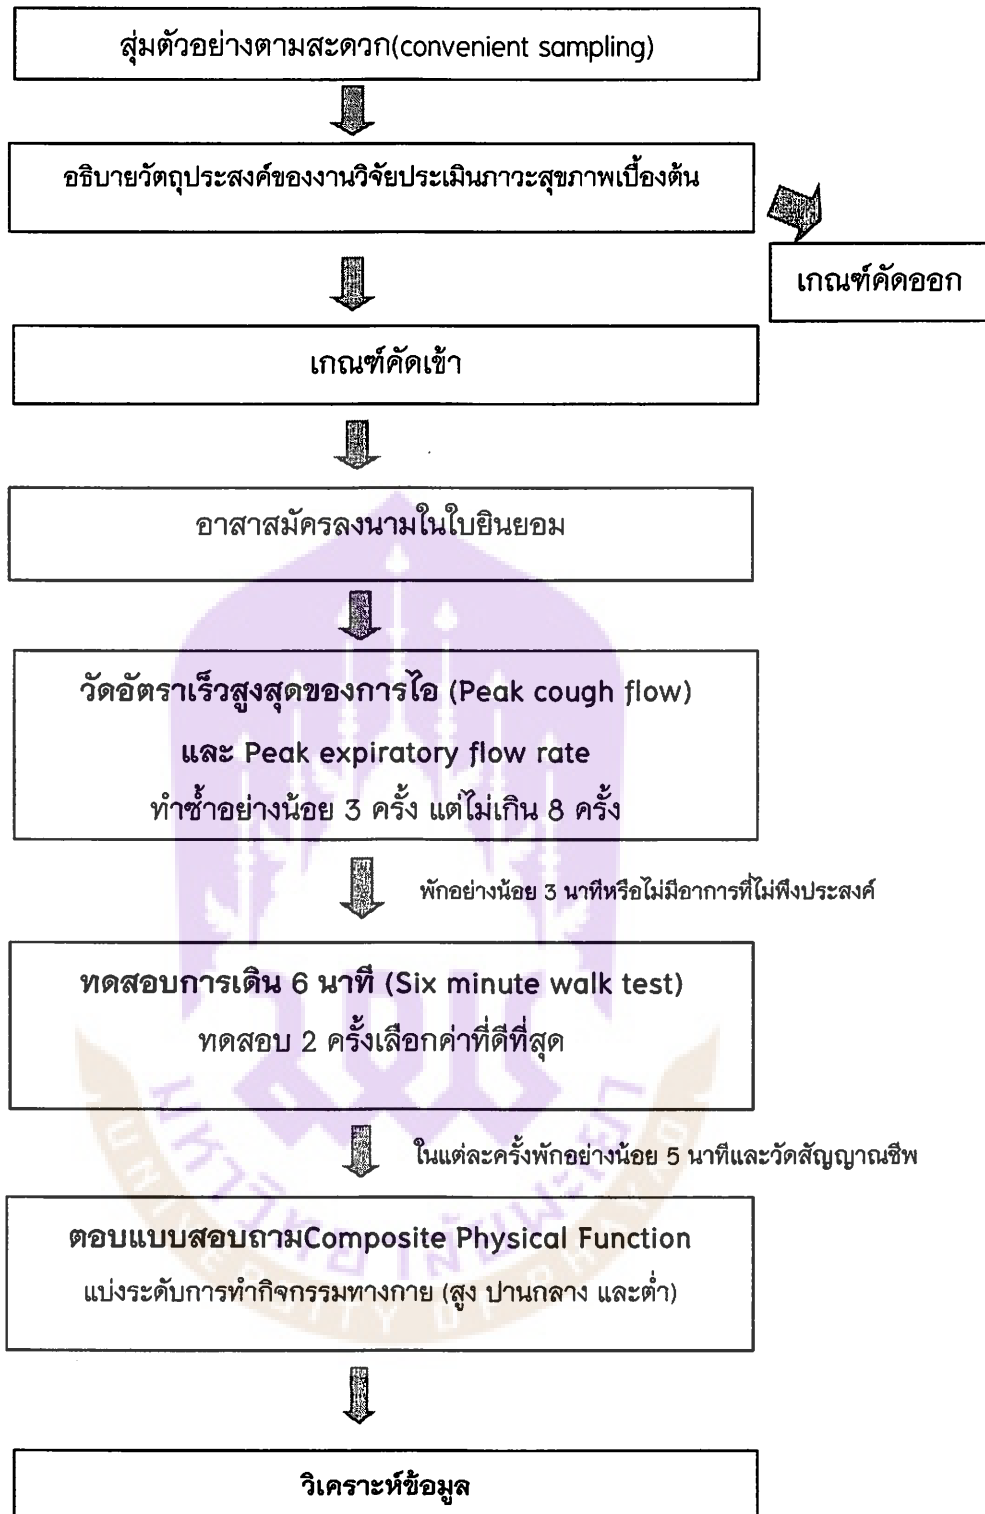 สุ่มตัวอย่างตามสะดวก(convenient sampling)
อธิบายวัตถุประสงค์ของงานวิจัยประเมินภาวะสุขภาพเบื้องต้น
เกณฑ์คัดออก
เกณฑ์คัดเข้า
อาสาสมัครลงนามในใบยินยอม
วัดอัตราเร็วสูงสุดของการไอ (Peak cough flow)
และ Peak expiratory flow rate
ทำซ้ำอย่างน้อย 3 ครั้ง แต่ไม่เกิน 8 ครั้ง
พักอย่างน้อย 3 นาทีหรือไม่มีอาการที่ไม่พึงประสงค์
ทดสอบการเดิน 6 นาที (Six minute walk test)
ทดสอบ 2 ครั้งเลือกค่าที่ดีที่สุด
ในแต่ละครั้งพักอย่างน้อย 5 นาทีและวัดสัญญาณชีพ
ตอบแบบสอบถามComposite Physical Function
แบ่งระดับการทำกิจกรรมทางกาย (สูง ปานกลาง และต่ำ)
วิเคราะห์ข้อมูล
มหาวิทยาลัยพะเยา
UNIVERSITY OF PHAYAO